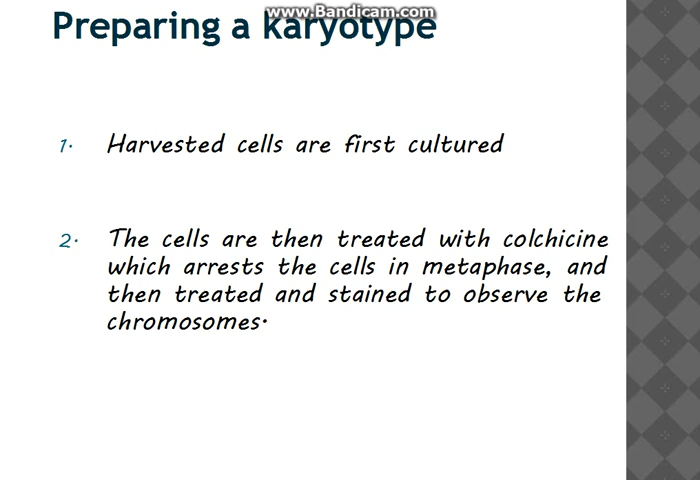 www.Bandicam.com
Preparing a karyotype
1. Harvested cells are first cultured
2. The cells are then treated with colchicine
which arrests the cells in metaphase, and
then treated and stained to observe the
chromosomes.